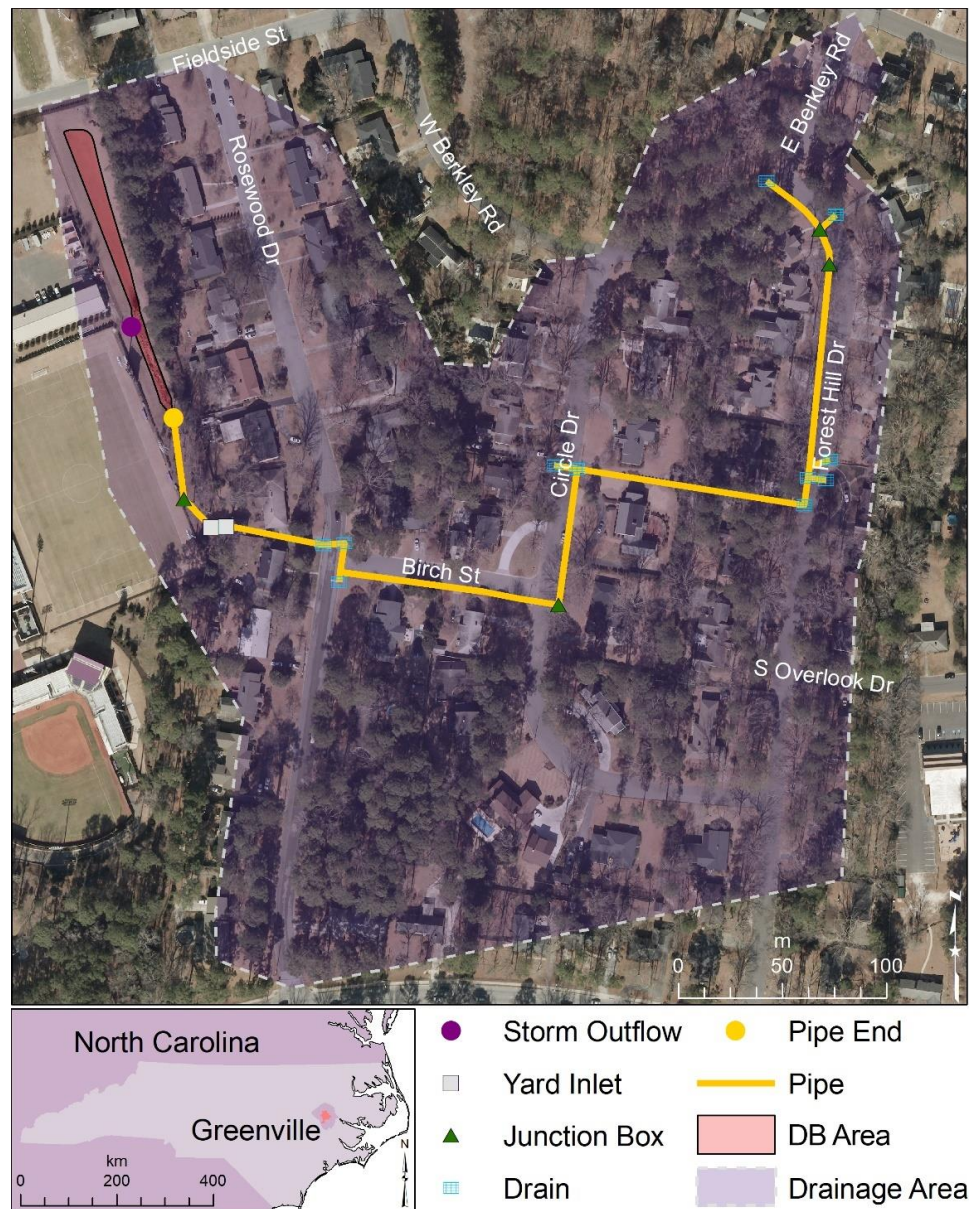 Fieldside St
Rosewood Dr
W Berkley Rd
E Berkley Rd
Forest Hill Dr
Circle Dr
Birch St
S Overlook Dr
m
0 50 100
N
North Carolina
Greenville
km
0 200 400
N
Storm Outflow
Yard Inlet
Junction Box
Drain
Pipe End
Pipe
DB Area
Drainage Area